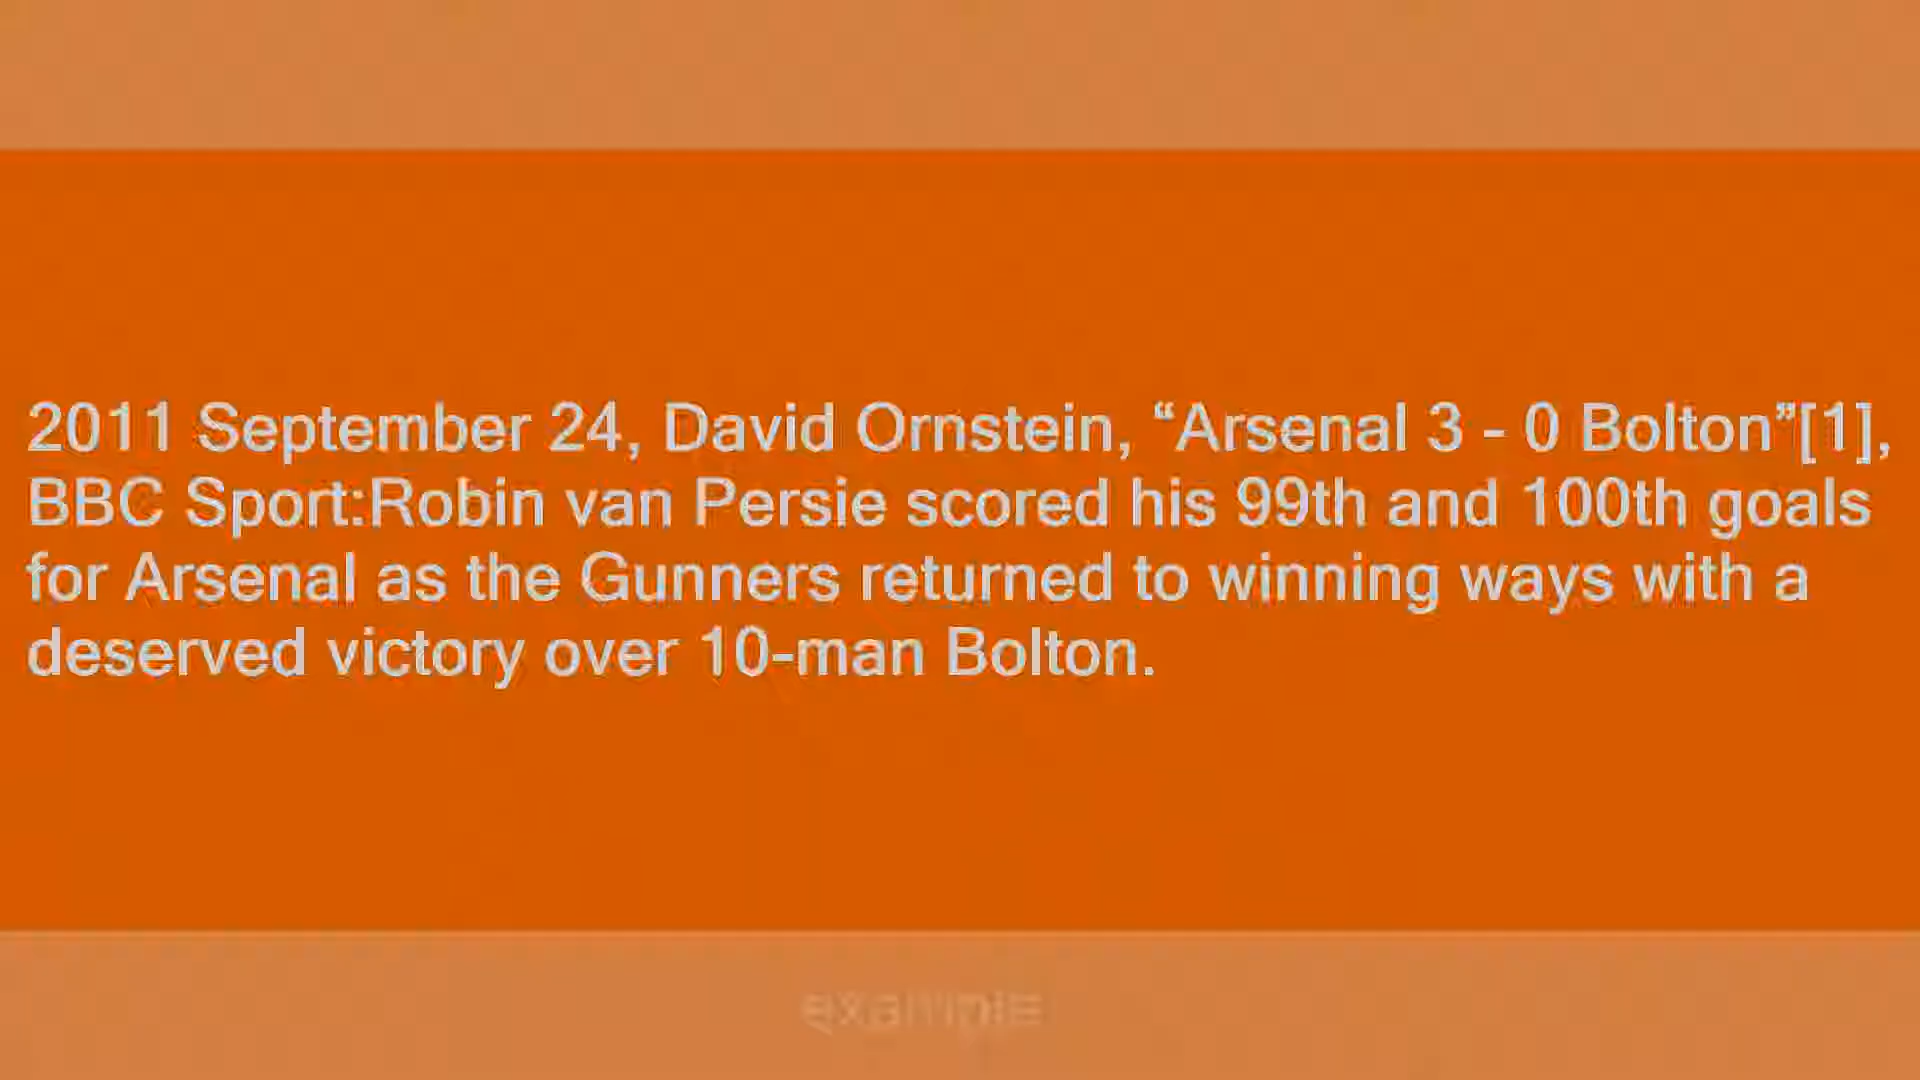 2011 September 24, David Ornstein, “Arsenal 3 - 0 Bolton”[1],
BBC Sport:Robin van Persie scored his 99th and 100th goals
for Arsenal as the Gunners returned to winning ways with a
deserved victory over 10-man Bolton.
example